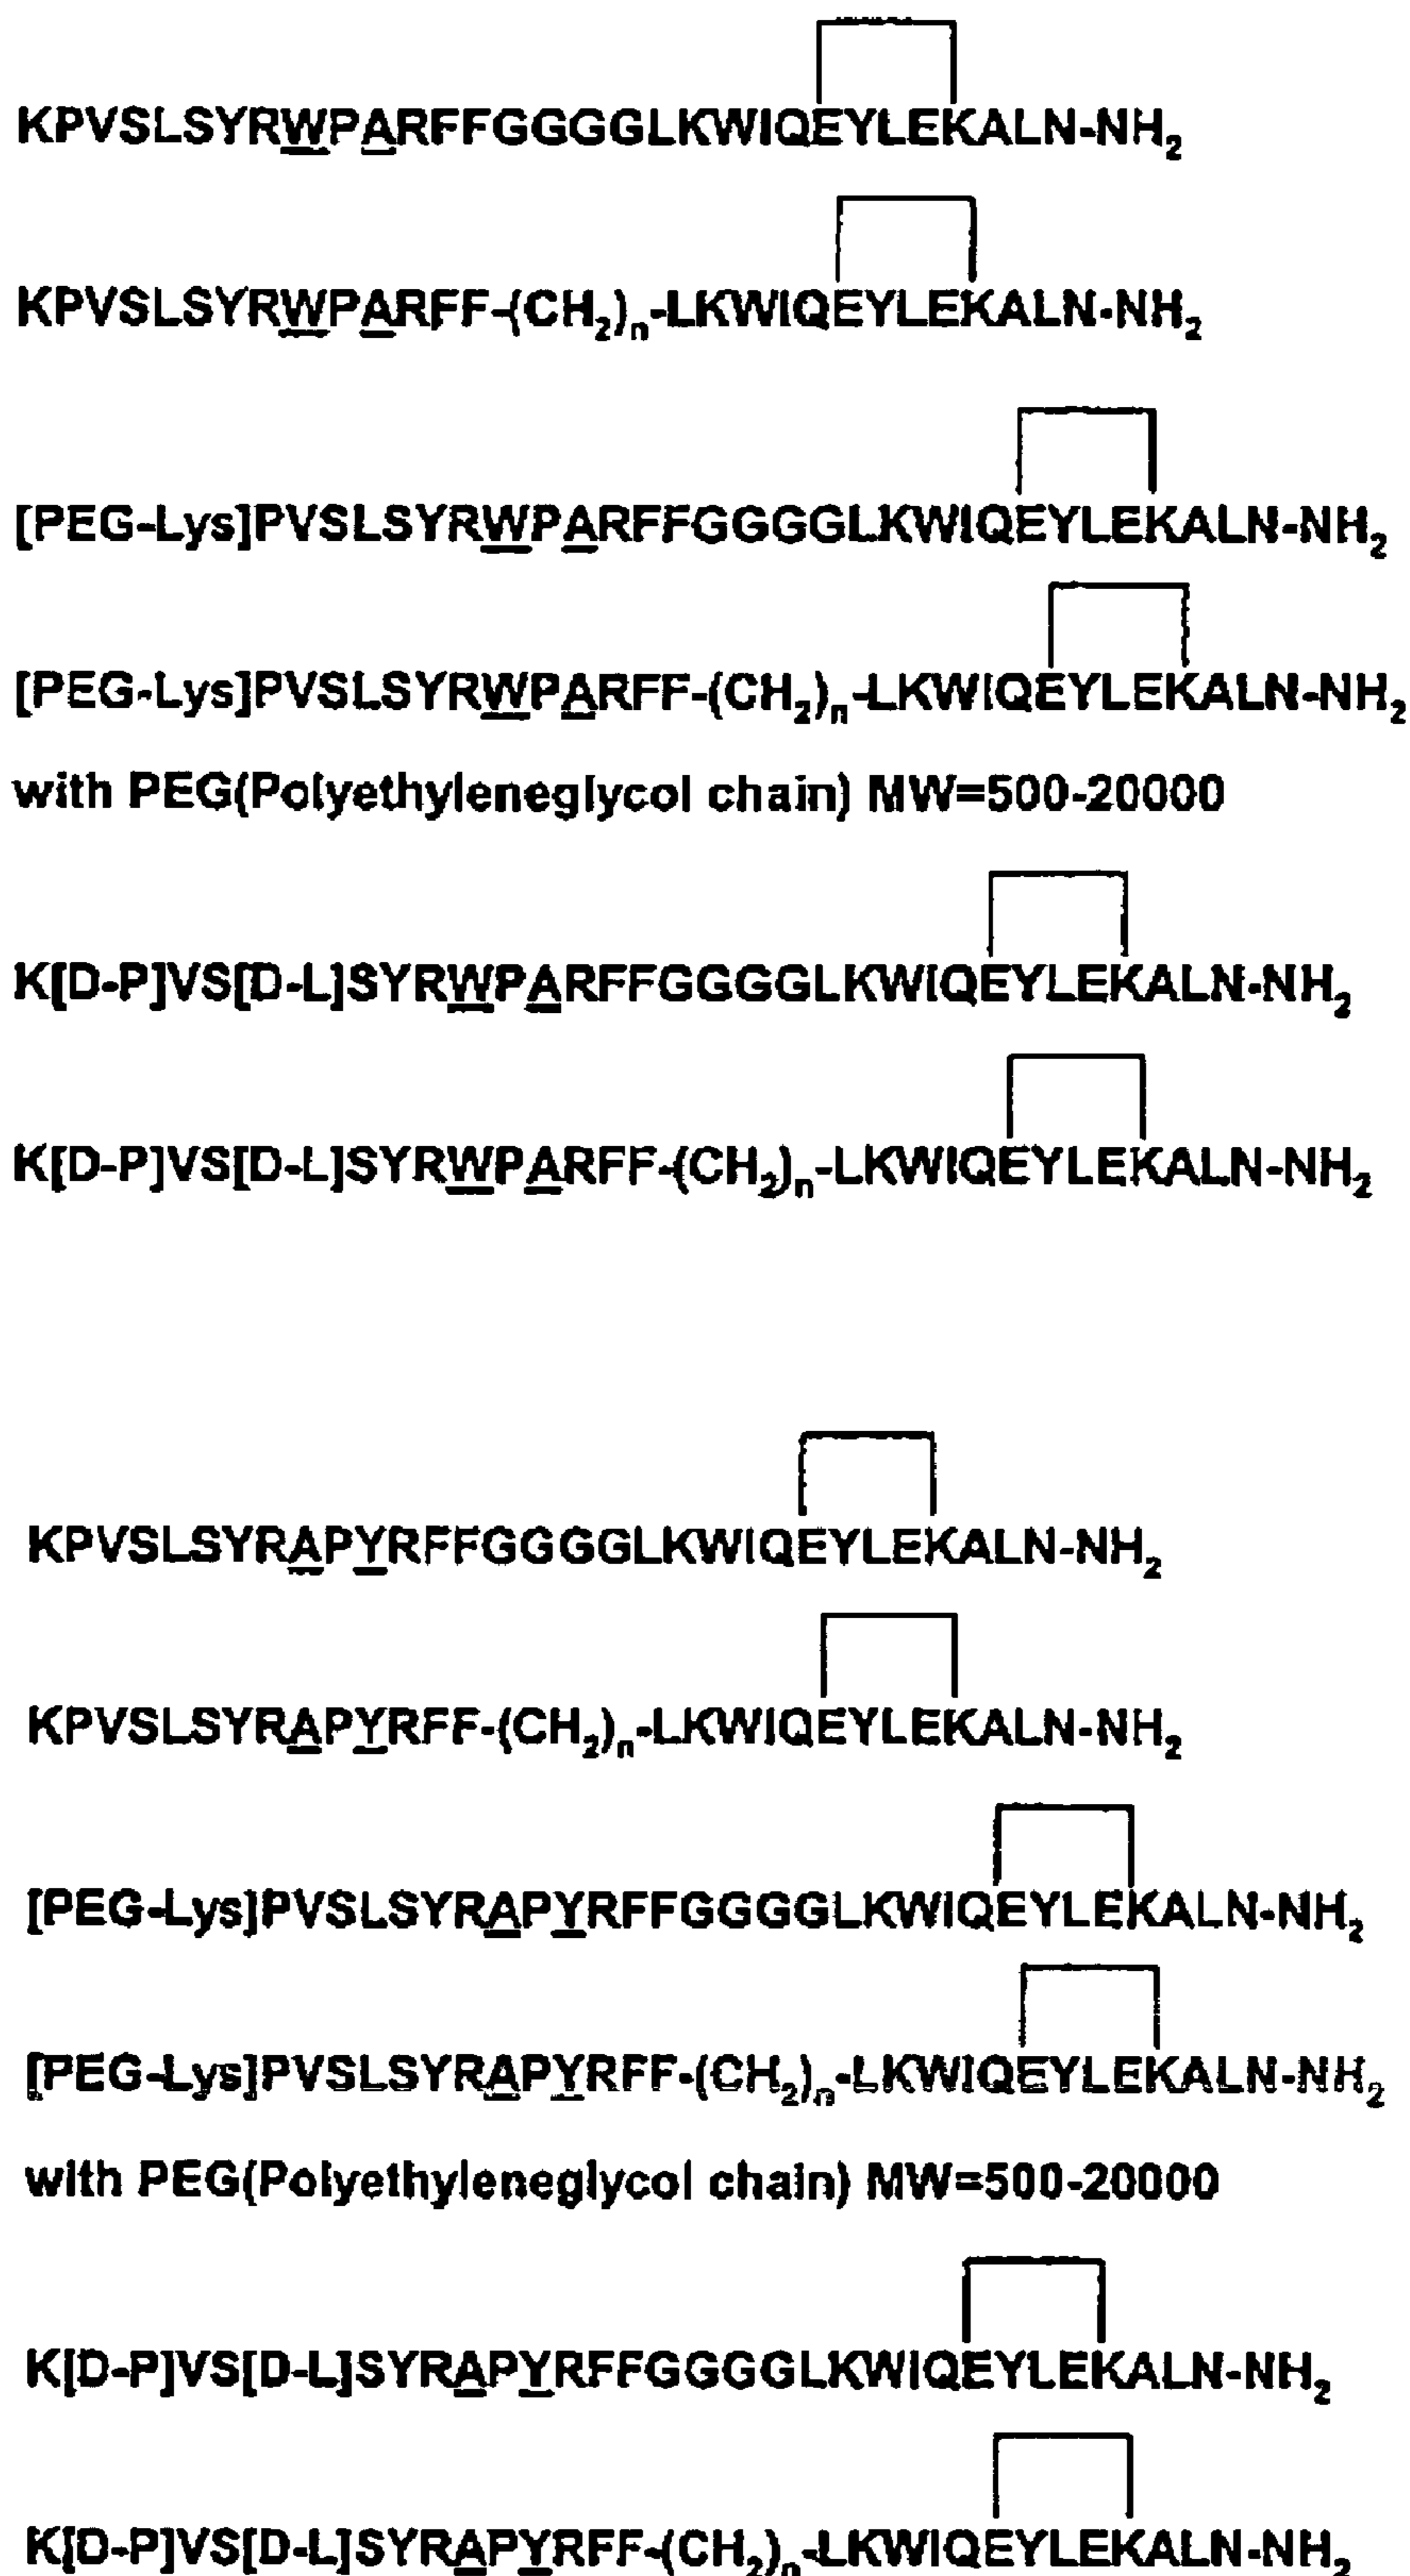 KPVSLSYRWPARFFGGGGLKWIQEYLEKALN-NH2
KPVSLSYRWPARFF-(CH2)n-LKWIQEYLEKALN-NH2
[PEG-Lys]PVSLSYRWPARFFGGGGLKWIQEYLEKALN-NH2
[PEG-Lys]PVSLSYRWPARFF-(CH2)n-LKWIQEYLEKALN-NH2
with PEG(Polyethyleneglycol chain) MW=500-20000
K[D-P]VS[D-L]SYRWPARFFGGGGLKWIQEYLEKALN-NH2
K[D-P]VS[D-L]SYRWPARFF-(CH2)n-LKWIQEYLEKALN-NH2
KPVSLSYRAPYRFFGGGGLKWIQEYLEKALN-NH2
KPVSLSYRAPYRFF-(CH2)n-LKWIQEYLEKALN-NH2
[PEG-Lys]PVSLSYRAPYRFFGGGGLKWIQEYLEKALN-NH2
[PEG-Lys]PVSLSYRAPYRFF-(CH2)n-LKWIQEYLEKALN-NH2
with PEG(Polyethyleneglycol chain) MW=500-20000
K[D-P]VS[D-L]SYRAPYRFFGGGGLKWIQEYLEKALN-NH2
K[D-P]VS[D-L]SYRAPYRFF-(CH2)n-LKWIQEYLEKALN-NH2